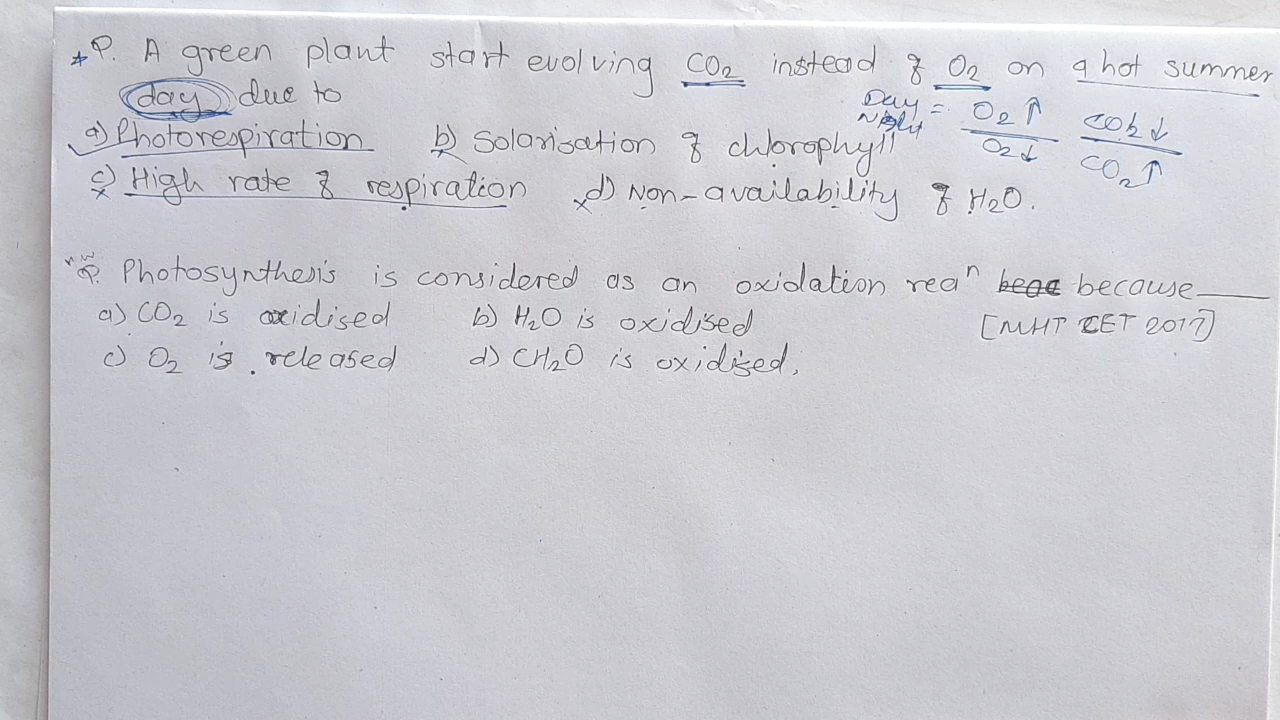 *Q. A green plant start evolving CO₂ instead of O₂ on a hot summer
day due to
Day = O₂↑ CO₂↓
Night O₂↓ CO₂↑
a) Photorespiration b) Solarisation of chlorophyll
c) High rate of respiration d) Non-availability of H₂O.
Q. Photosynthesis is considered as an oxidation reaⁿ because____
a) CO₂ is oxidised b) H₂O is oxidised [MHT CET 2017]
c) O₂ is released d) CH₂O is oxidized.